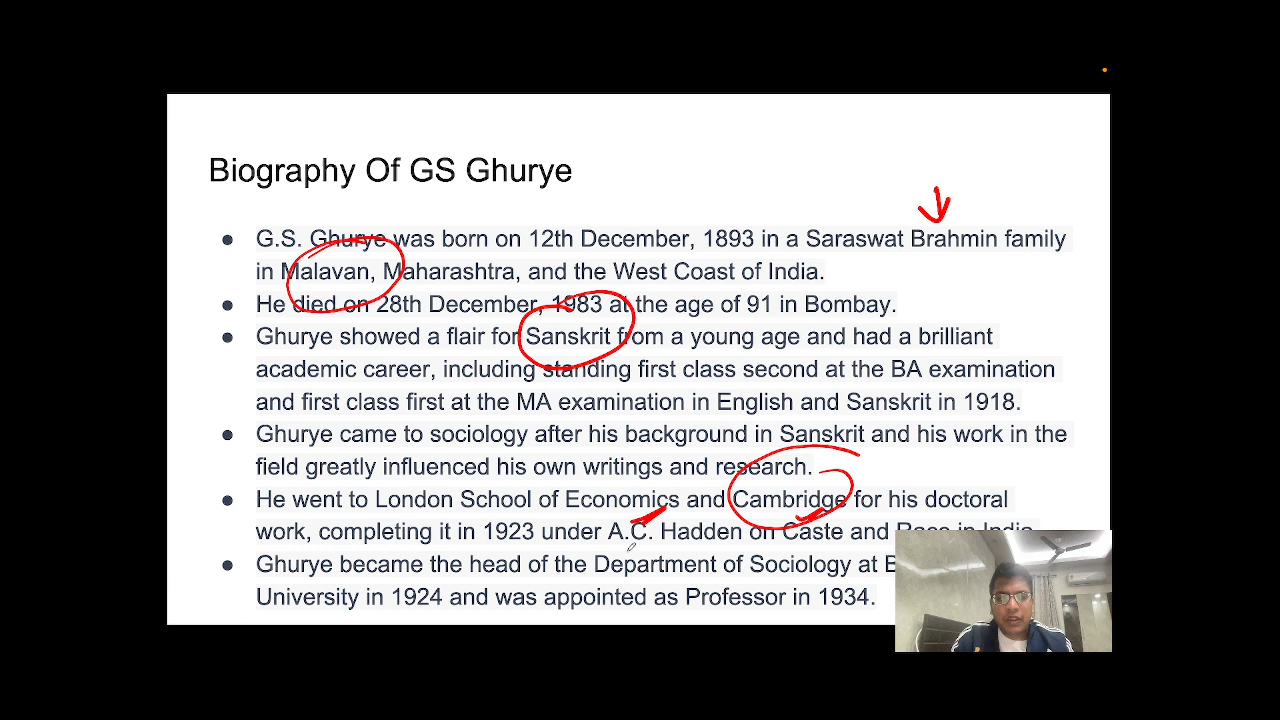 Biography Of GS Ghurye
● G.S. Ghurye was born on 12th December, 1893 in a Saraswat Brahmin family
in Malavan, Maharashtra, and the West Coast of India.
● He died on 28th December, 1983 at the age of 91 in Bombay.
● Ghurye showed a flair for Sanskrit from a young age and had a brilliant
academic career, including standing first class second at the BA examination
and first class first at the MA examination in English and Sanskrit in 1918.
● Ghurye came to sociology after his background in Sanskrit and his work in the
field greatly influenced his own writings and research.
● He went to London School of Economics and Cambridge for his doctoral
work, completing it in 1923 under A.C. Hadden on Caste and Race in India.
● Ghurye became the head of the Department of Sociology at
University in 1924 and was appointed as Professor in 1934.